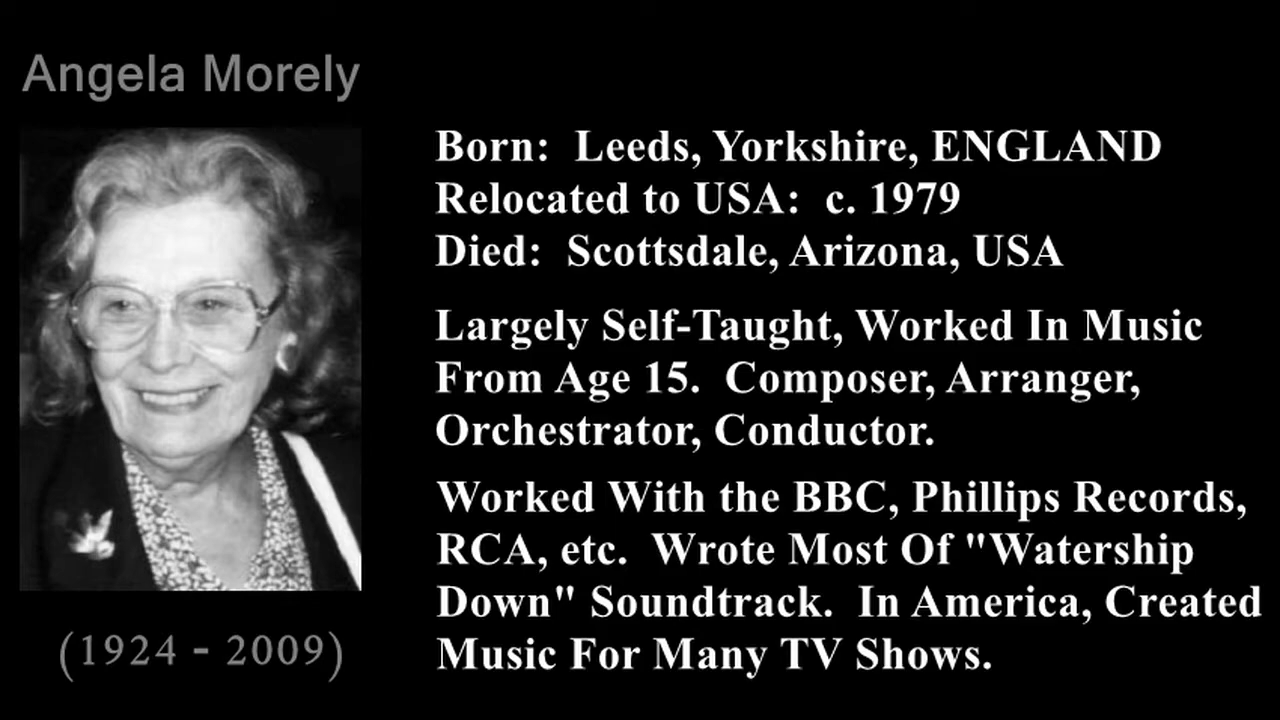 Angela Morely
Born: Leeds, Yorkshire, ENGLAND
Relocated to USA: c. 1979
Died: Scottsdale, Arizona, USA
Largely Self-Taught, Worked In Music
From Age 15. Composer, Arranger,
Orchestrator, Conductor.
Worked With the BBC, Phillips Records,
RCA, etc. Wrote Most Of "Watership
Down" Soundtrack. In America, Created
Music For Many TV Shows.
(1924 - 2009)